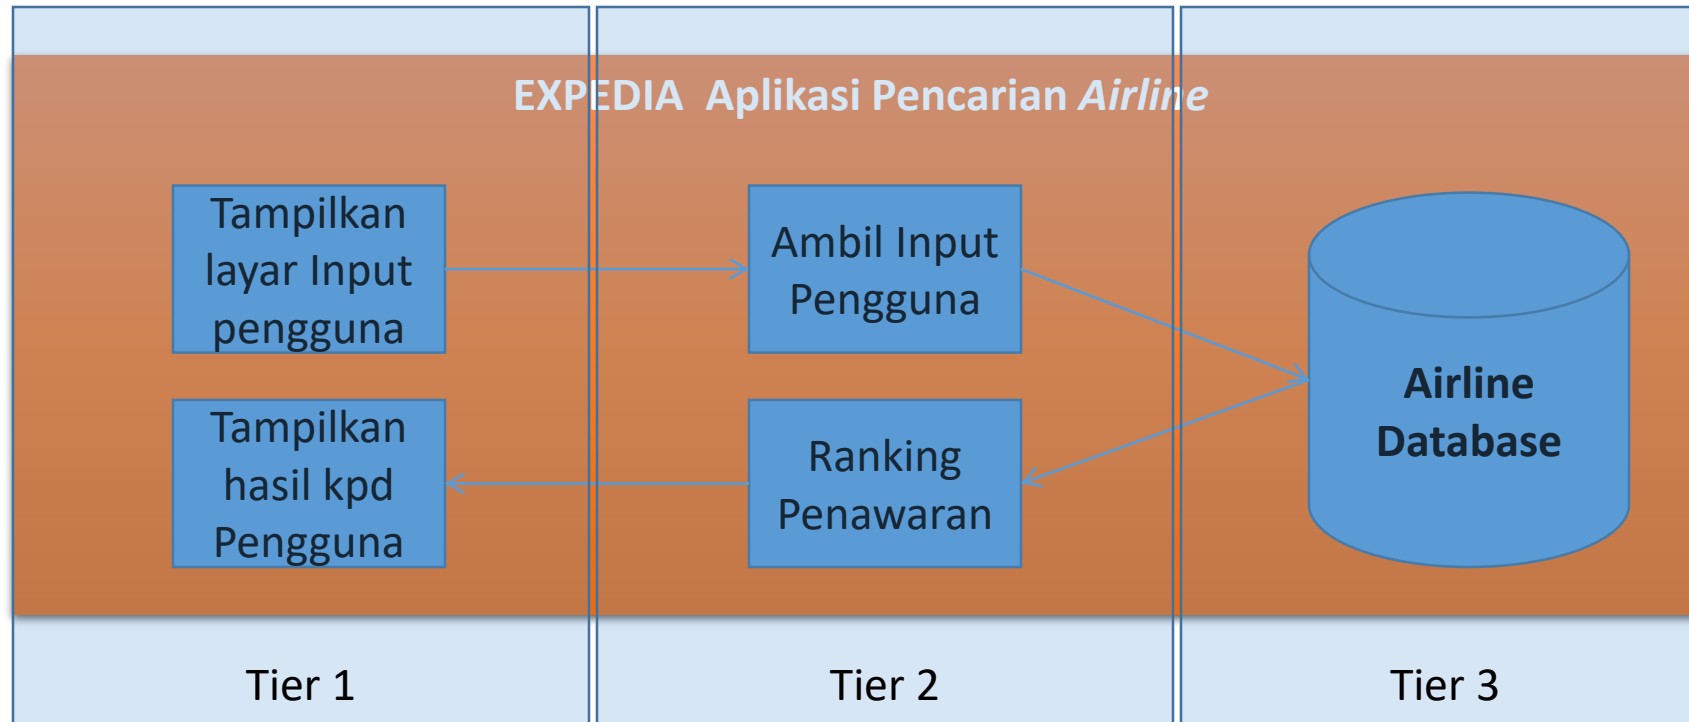 EXPEDIA  Aplikasi Pencarian Airline
Tampilkan
layar Input
pengguna
Ambil Input
Pengguna
Airline
Database
Tampilkan
hasil kpd
Pengguna
Ranking
Penawaran
Tier 1
Tier 2
Tier 3